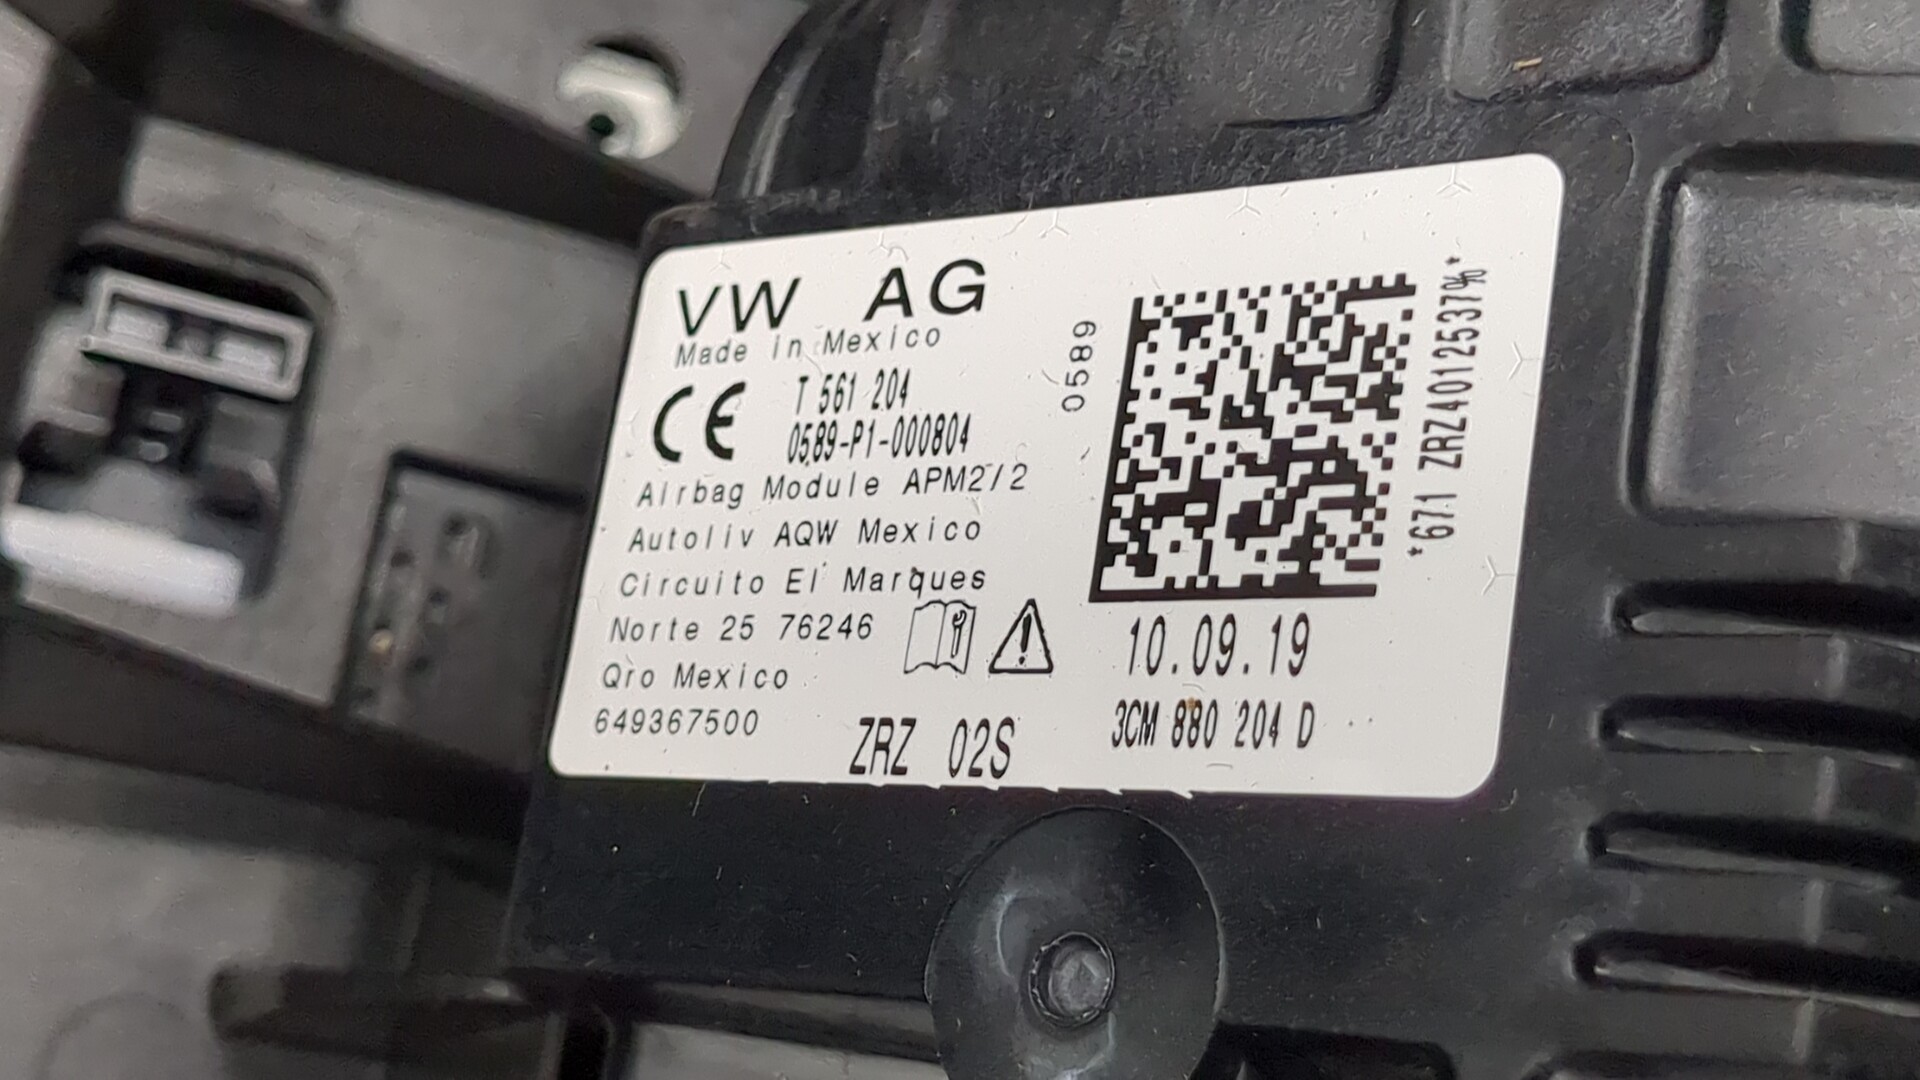 VW AG
Made in Mexico
CE
T 561 204
0589-P1-000804
Airbag Module APM2/2
Autoliv AQW Mexico
Circuito El Marques
Norte 25 76246
Qro Mexico
649367500
ZRZ 02S
0589
*671 ZRZ4012537%*
10.09.19
3CM 880 204 D